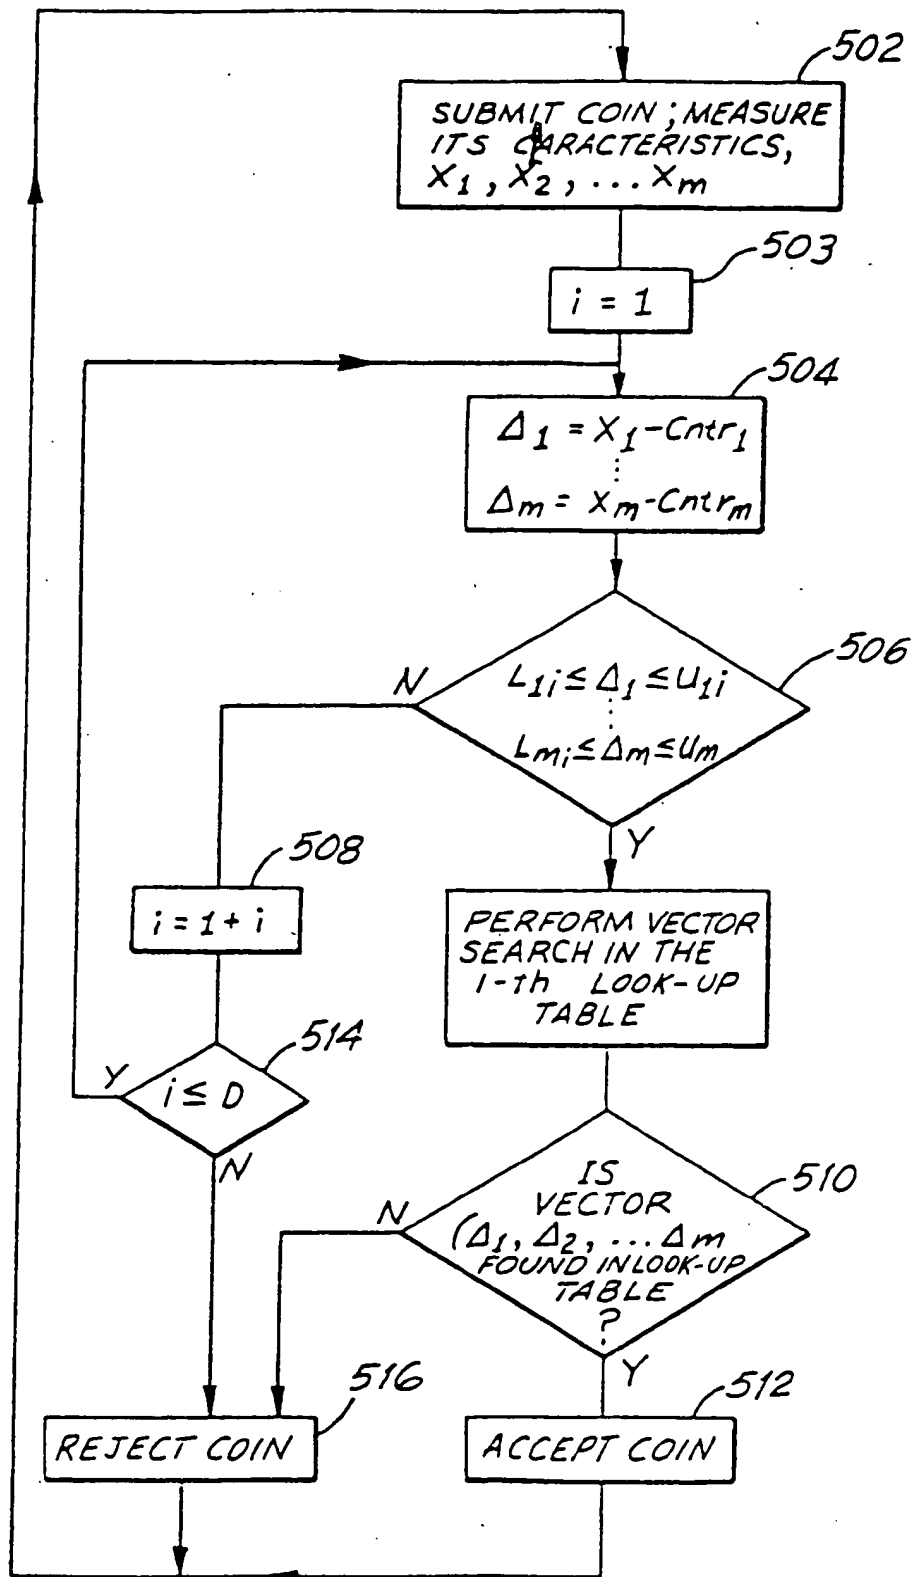 502
SUBMIT COIN ; MEASURE
ITS CARACTERISTICS,
X₁ , X₂ , ... Xₘ
503
i = 1
504
Δ₁ = X₁-Cntr₁
⋮
Δₘ = Xₘ-Cntrₘ
506
N
L₁ᵢ ≤ Δ₁ ≤ U₁ᵢ
⋮
Lₘᵢ ≤ Δₘ ≤ Uₘ
Y
508
i = 1 + i
PERFORM VECTOR
SEARCH IN THE
1-th LOOK-UP
TABLE
514
Y
i ≤ D
N
510
N
IS
VECTOR
(Δ₁, Δ₂, ... Δₘ
FOUND IN LOOK-UP
TABLE
?
Y
516
REJECT COIN
512
ACCEPT COIN